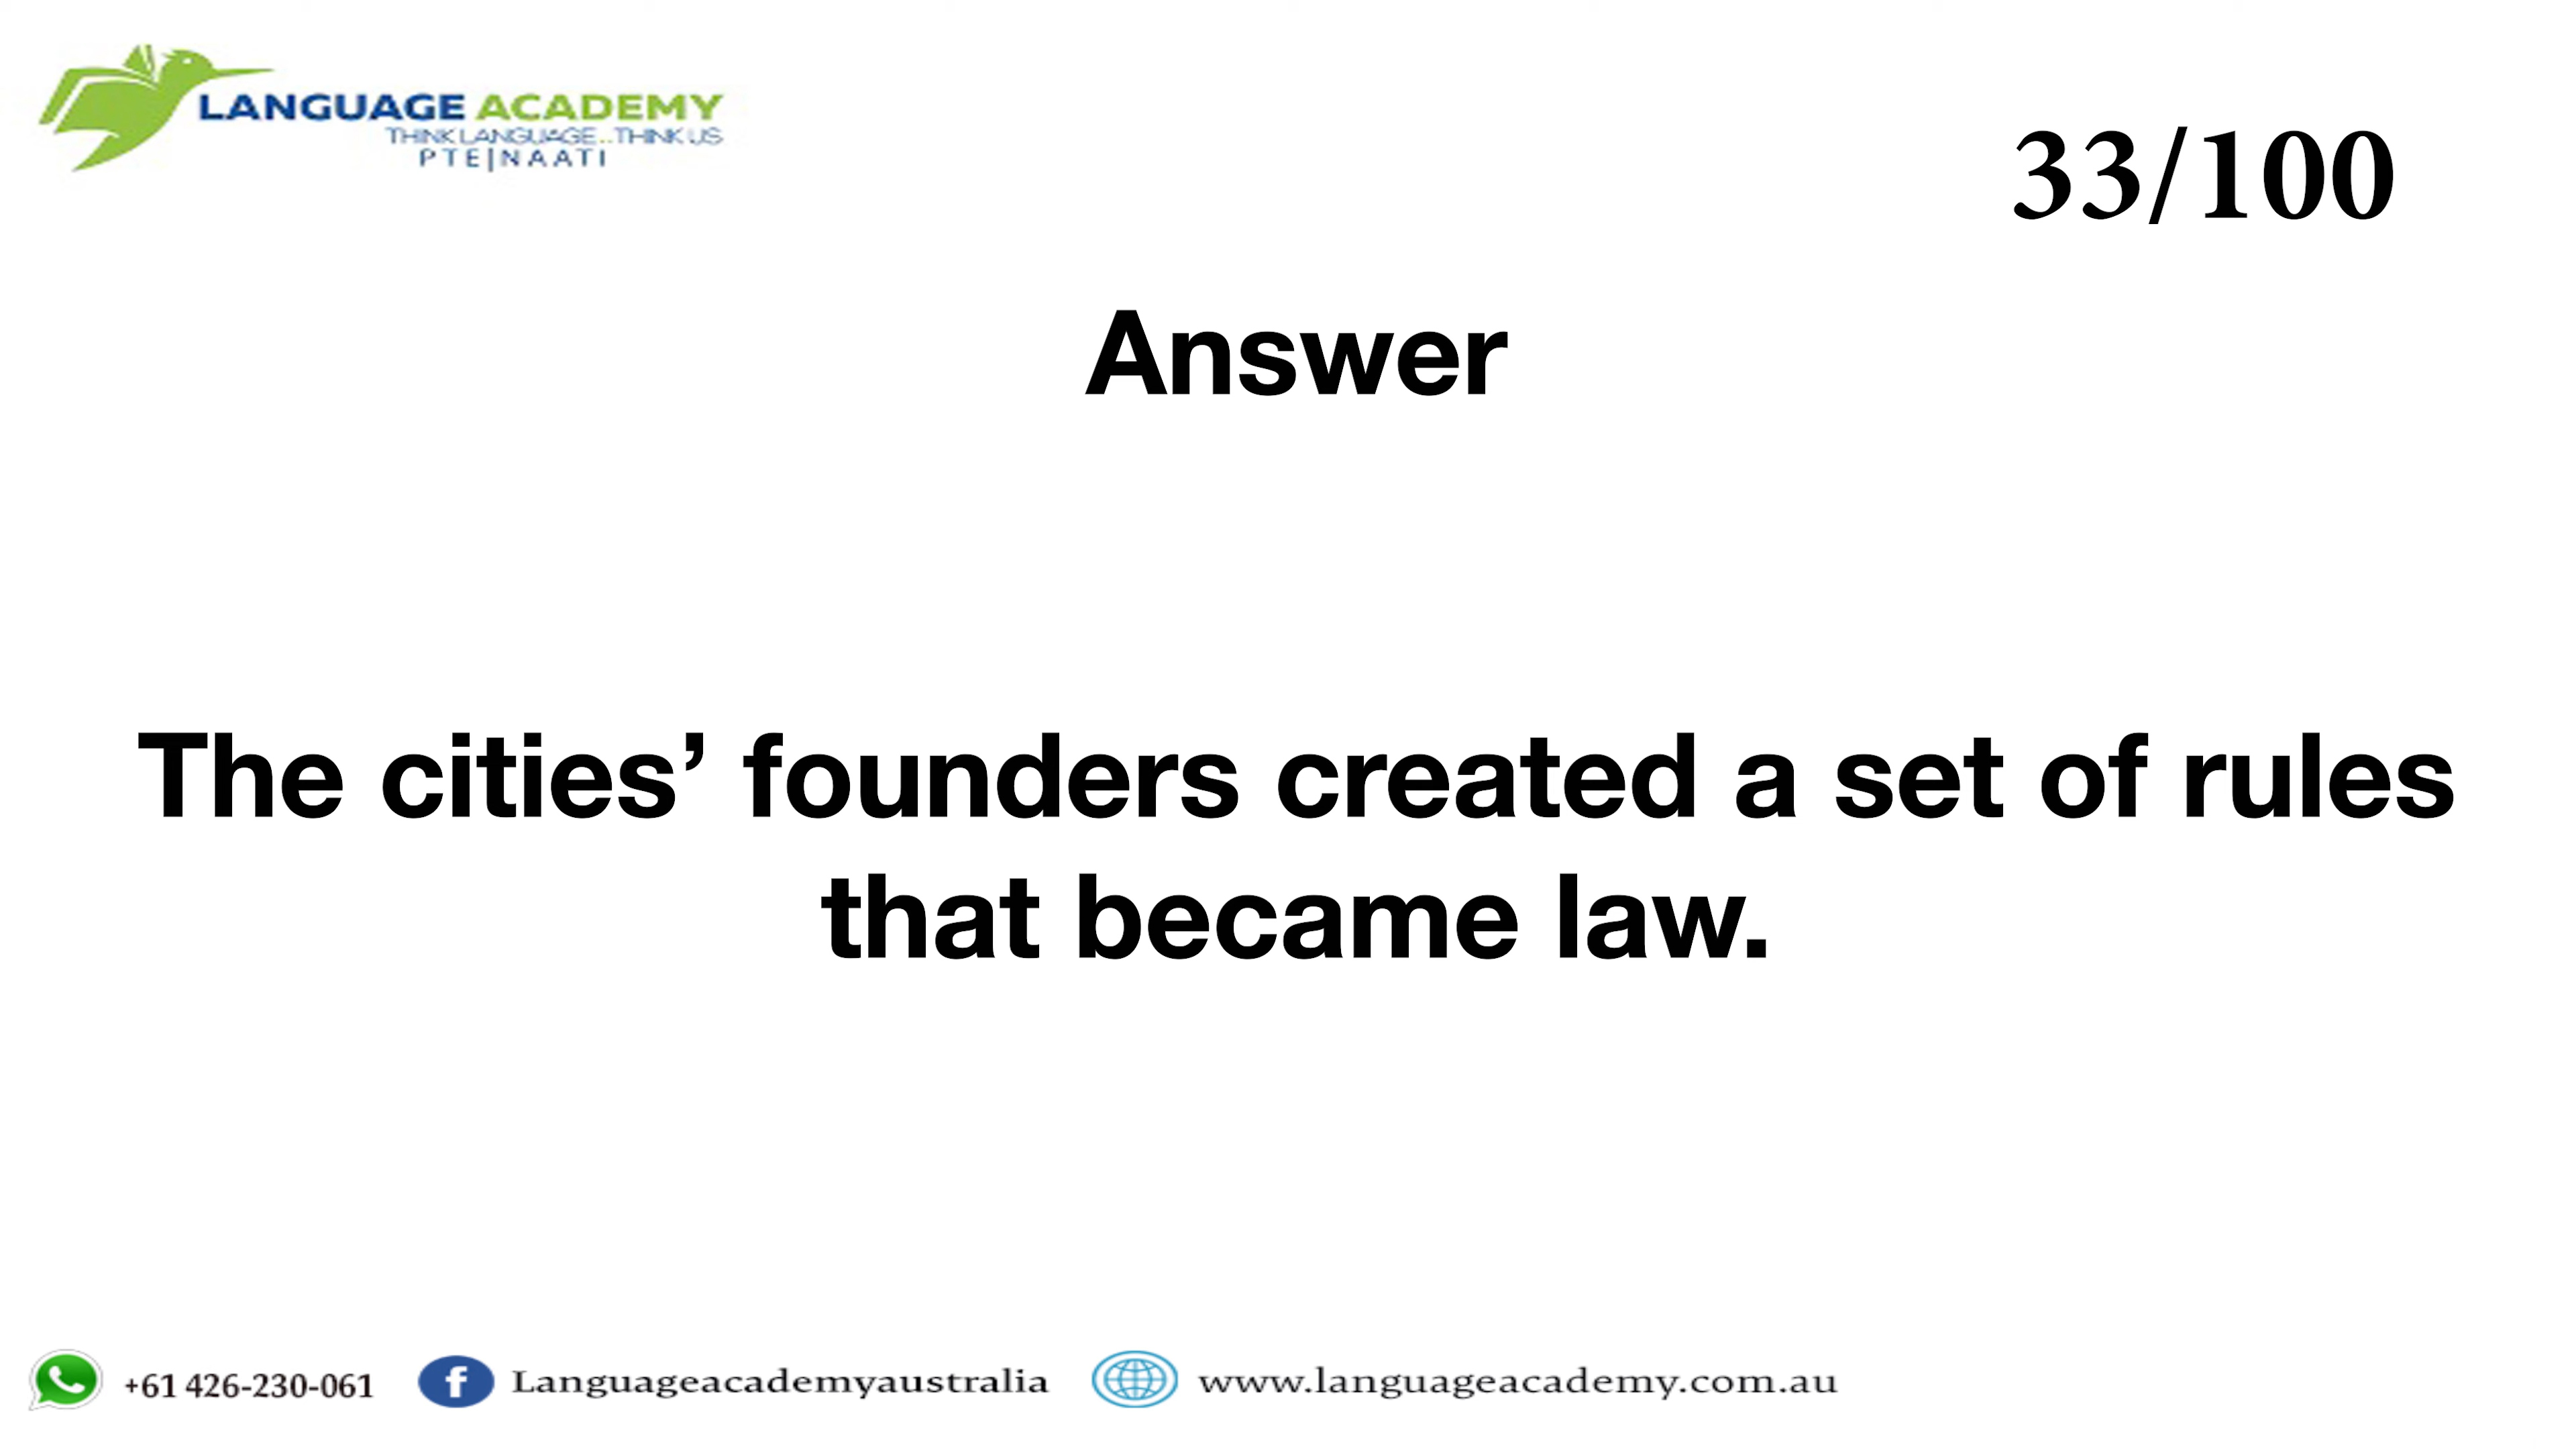 LANGUAGE ACADEMY
THINK LANGUAGE..THINK US
PTE|NAATI
33/100
Answer
The cities’ founders created a set of rules
that became law.
+61 426-230-061 Languageacademyaustralia www.languageacademy.com.au